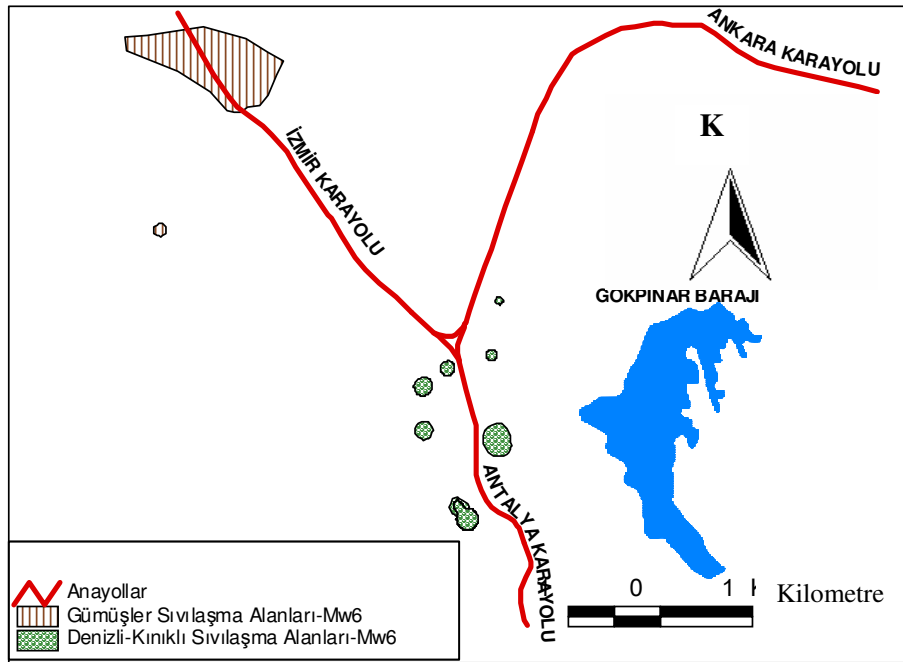 ANKARA KARAYOLU
K
İZMİR KARAYOLU
GÖKPINAR BARAJI
ANTALYA KARAYOLU
0 1 Kilometre
Anayollar
Gümüşler Sıvılaşma Alanları-Mw6
Denizli-Kınıklı Sıvılaşma Alanları-Mw6